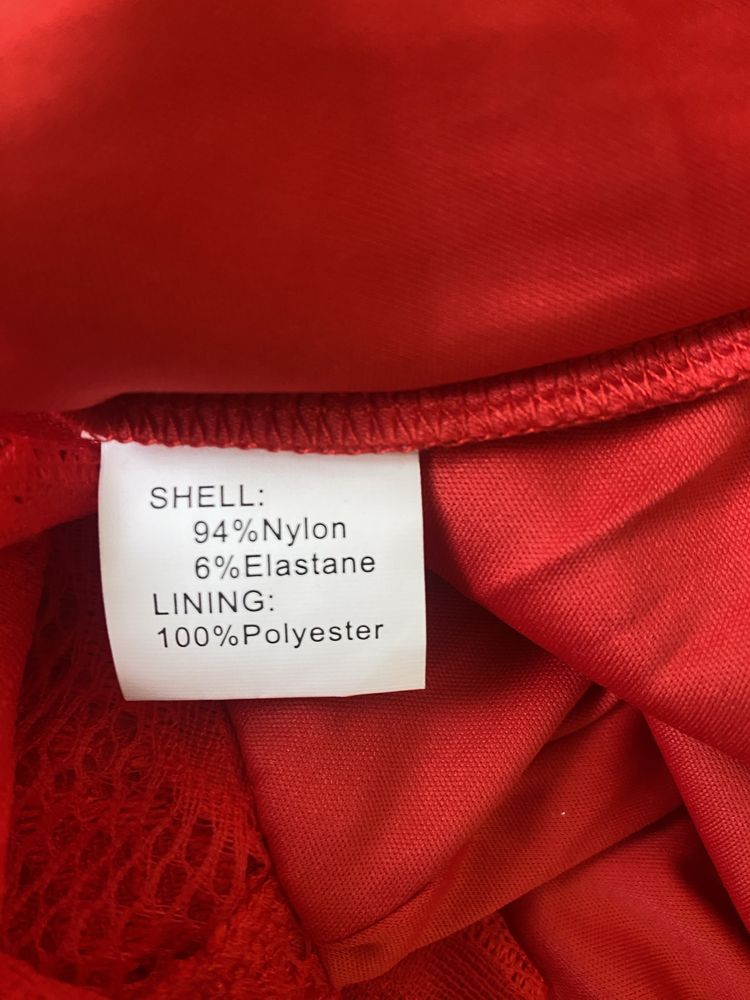 SHELL:
94%Nylon
6%Elastane
LINING:
100%Polyester